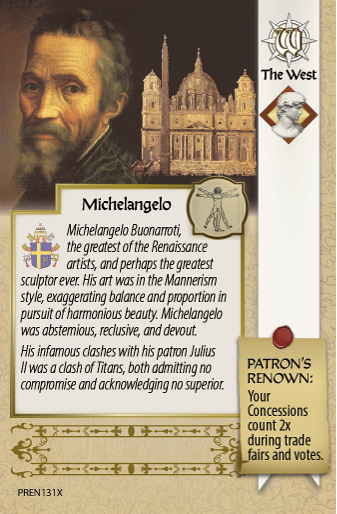 W
The West
Michelangelo
Michelangelo Buonarroti,
the greatest of the Renaissance
artists, and perhaps the greatest
sculptor ever. His art was in the Mannerism
style, exaggerating balance and proportion in
pursuit of harmonious beauty. Michelangelo
was abstemious, reclusive, and devout.
His infamous clashes with his patron Julius
II was a clash of Titans, both admitting no
compromise and acknowledging no superior.
PATRON'S
RENOWN:
Your
Concessions
count 2x
during trade
fairs and votes.
PREN131X